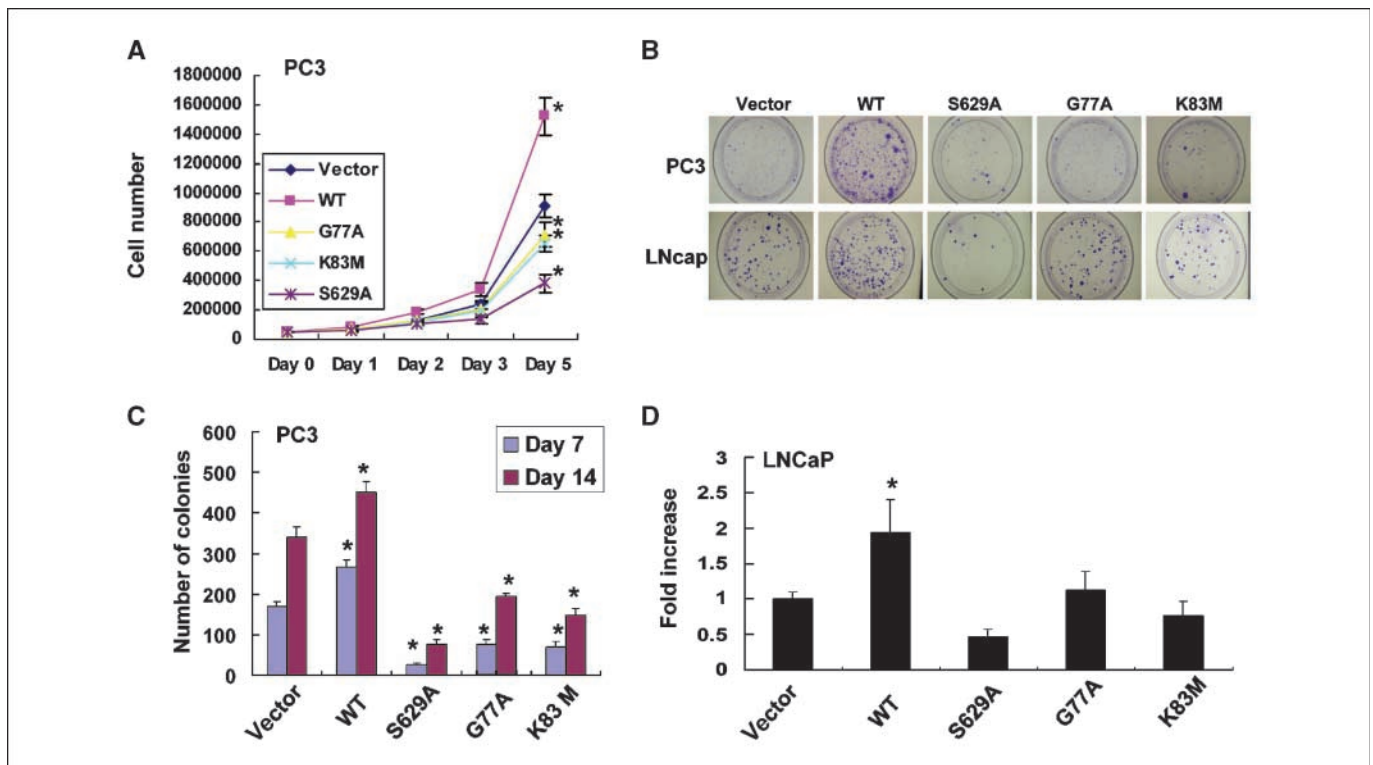 A
PC3
Cell number
1800000
1600000
1400000
1200000
1000000
800000
600000
400000
200000
0
Vector
WT
G77A
K83M
S629A
*
*
*
*
Day 0 Day 1 Day 2 Day 3 Day 5
B
Vector WT S629A G77A K83M
PC3
LNcap
C
PC3
Number of colonies
600
500
400
300
200
100
0
Day 7
Day 14
* * * * * * * *
Vector WT S629A G77A K83 M
D
LNCaP
Fold increase
3
2.5
2
1.5
1
0.5
0
*
Vector WT S629A G77A K83M